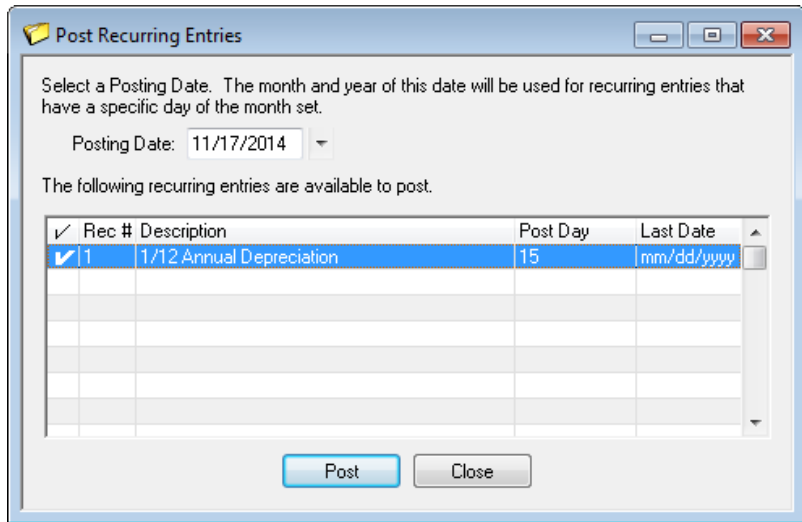 Post Recurring Entries
Select a Posting Date. The month and year of this date will be used for recurring entries that
have a specific day of the month set.
Posting Date: 11/17/2014
The following recurring entries are available to post.
Rec # Description Post Day Last Date
1 1/12 Annual Depreciation 15 mm/dd/yyyy
Post Close